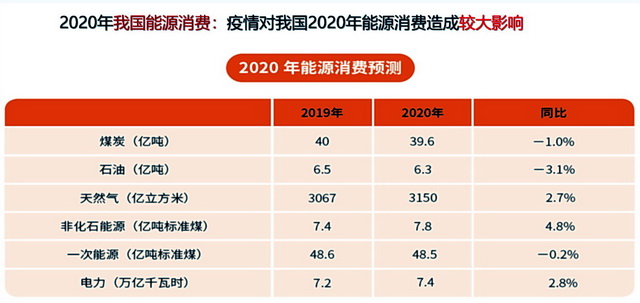 2020年我国能源消费：疫情对我国2020年能源消费造成较大影响
2020 年能源消费预测
2019年 2020年 同比
煤炭（亿吨） 40 39.6 －1.0%
石油（亿吨） 6.5 6.3 －3.1%
天然气（亿立方米） 3067 3150 2.7%
非化石能源（亿吨标准煤） 7.4 7.8 4.8%
一次能源（亿吨标准煤） 48.6 48.5 －0.2%
电力（万亿千瓦时） 7.2 7.4 2.8%